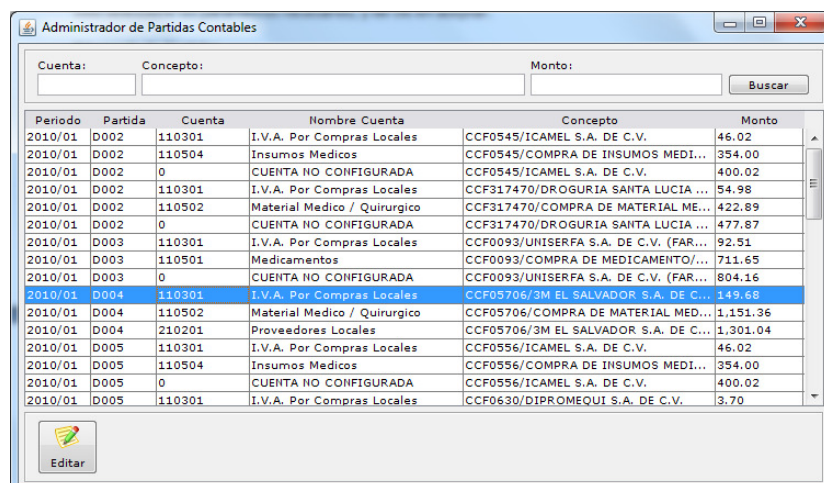 Administrador de Partidas Contables
Cuenta: Concepto: Monto:
Buscar
Periodo Partida Cuenta Nombre Cuenta Concepto Monto
2010/01 D002 110301 I.V.A. Por Compras Locales CCF0545/ICAMEL S.A. DE C.V. 46.02
2010/01 D002 110504 Insumos Medicos CCF0545/COMPRA DE INSUMOS MEDI... 354.00
2010/01 D002 0 CUENTA NO CONFIGURADA CCF0545/ICAMEL S.A. DE C.V. 400.02
2010/01 D002 110301 I.V.A. Por Compras Locales CCF317470/DROGURIA SANTA LUCIA ... 54.98
2010/01 D002 110502 Material Medico / Quirurgico CCF317470/COMPRA DE MATERIAL ME... 422.89
2010/01 D002 0 CUENTA NO CONFIGURADA CCF317470/DROGURIA SANTA LUCIA ... 477.87
2010/01 D003 110301 I.V.A. Por Compras Locales CCF0093/UNISERFA S.A. DE C.V. (FAR... 92.51
2010/01 D003 110501 Medicamentos CCF0093/COMPRA DE MEDICAMENTO/... 711.65
2010/01 D003 0 CUENTA NO CONFIGURADA CCF0093/UNISERFA S.A. DE C.V. (FAR... 804.16
2010/01 D004 110301 I.V.A. Por Compras Locales CCF05706/3M EL SALVADOR S.A. DE C... 149.68
2010/01 D004 110502 Material Medico / Quirurgico CCF05706/COMPRA DE MATERIAL MED... 1,151.36
2010/01 D004 210201 Proveedores Locales CCF05706/3M EL SALVADOR S.A. DE C... 1,301.04
2010/01 D005 110301 I.V.A. Por Compras Locales CCF0556/ICAMEL S.A. DE C.V. 46.02
2010/01 D005 110504 Insumos Medicos CCF0556/COMPRA DE INSUMOS MEDI... 354.00
2010/01 D005 0 CUENTA NO CONFIGURADA CCF0556/ICAMEL S.A. DE C.V. 400.02
2010/01 D005 110301 I.V.A. Por Compras Locales CCF0630/DIPROMEQUI S.A. DE C.V. 3.70
Editar